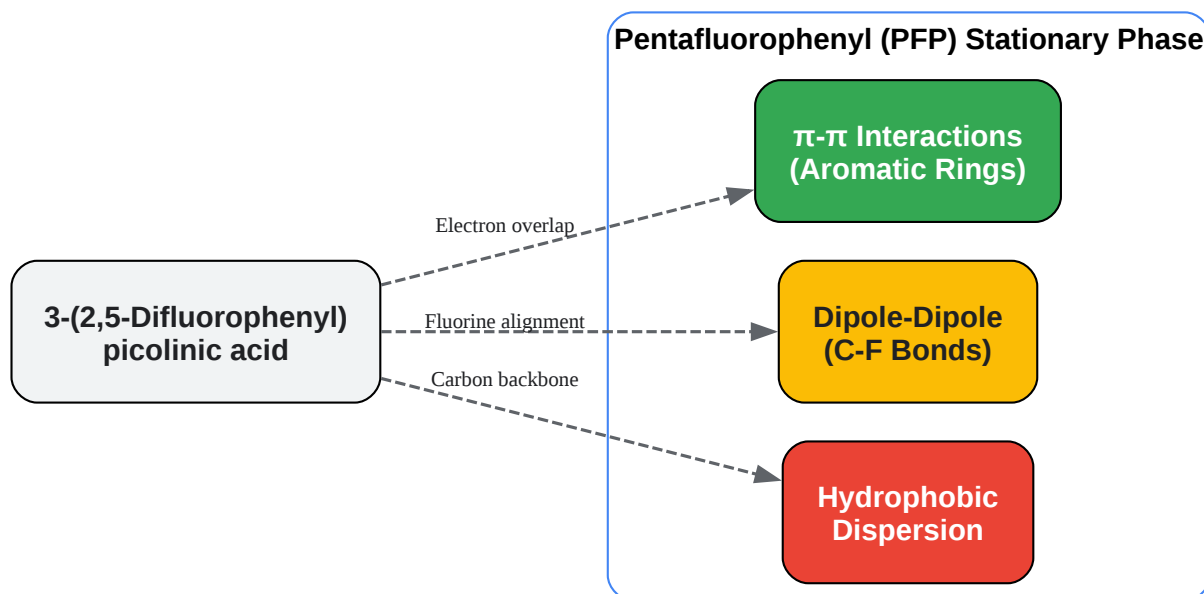 Pentafluorophenyl (PFP) Stationary Phase
π-π Interactions
(Aromatic Rings)
Electron overlap
3-(2,5-Difluorophenyl)
picolinic acid
Fluorine alignment
Dipole-Dipole
(C-F Bonds)
Carbon backbone
Hydrophobic
Dispersion